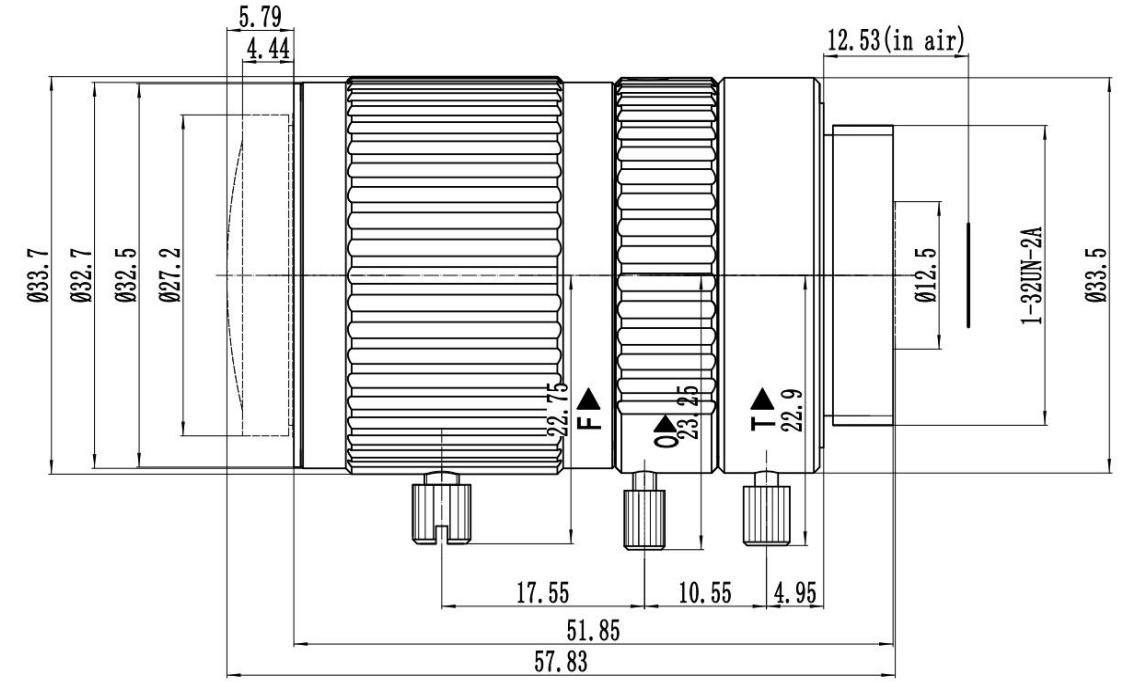 5.79
4.44
12.53(in air)
Ø33.7
Ø32.7
Ø32.5
Ø27.2
Ø12.5
1-32UN-2A
Ø33.5
22.75
F
O
23.25
T
22.9
17.55
10.55
4.95
51.85
57.83